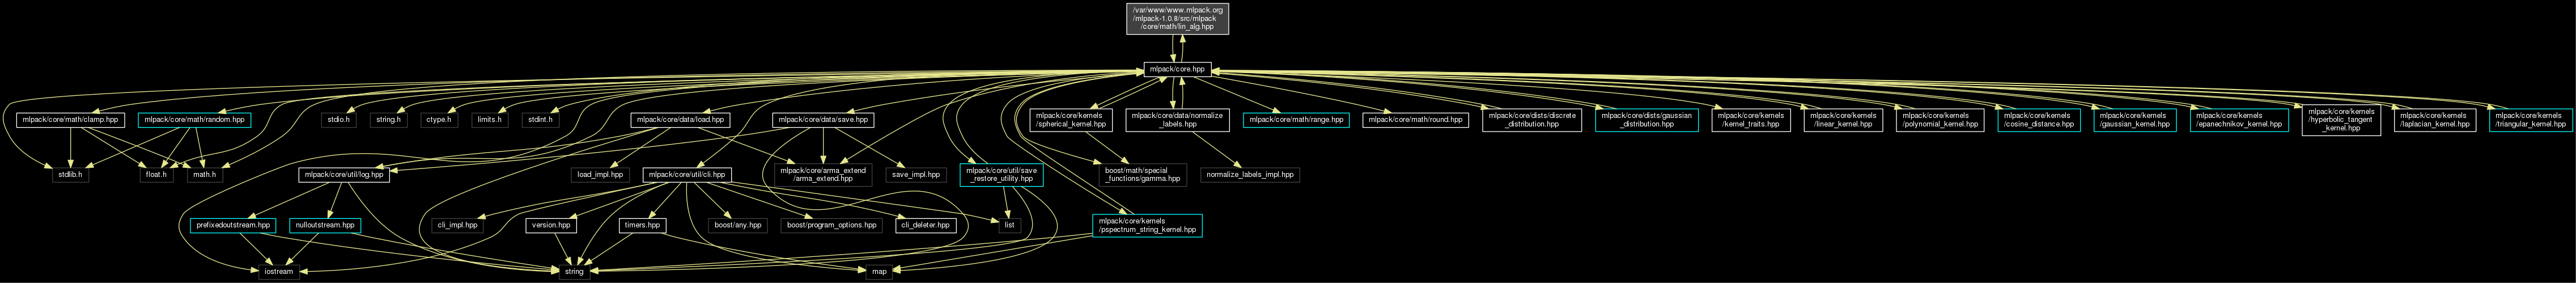 /var/www/www.mlpack.org
/mlpack-1.0.8/src/mlpack
/core/math/lin_alg.hpp
mlpack/core.hpp
mlpack/core/math/clamp.hpp
mlpack/core/math/random.hpp
stdio.h
string.h
ctype.h
limits.h
stdint.h
mlpack/core/data/load.hpp
mlpack/core/data/save.hpp
mlpack/core/kernels
/spherical_kernel.hpp
mlpack/core/data/normalize
_labels.hpp
mlpack/core/math/range.hpp
mlpack/core/math/round.hpp
mlpack/core/dists/discrete
_distribution.hpp
mlpack/core/dists/gaussian
_distribution.hpp
mlpack/core/kernels
/kernel_traits.hpp
mlpack/core/kernels
/linear_kernel.hpp
mlpack/core/kernels
/polynomial_kernel.hpp
mlpack/core/kernels
/cosine_distance.hpp
mlpack/core/kernels
/gaussian_kernel.hpp
mlpack/core/kernels
/epanechnikov_kernel.hpp
mlpack/core/kernels
/hyperbolic_tangent
_kernel.hpp
mlpack/core/kernels
/laplacian_kernel.hpp
mlpack/core/kernels
/triangular_kernel.hpp
stdlib.h
float.h
math.h
mlpack/core/util/log.hpp
load_impl.hpp
mlpack/core/util/cli.hpp
mlpack/core/arma_extend
/arma_extend.hpp
save_impl.hpp
mlpack/core/util/save
_restore_utility.hpp
boost/math/special
_functions/gamma.hpp
normalize_labels_impl.hpp
prefixedoutstream.hpp
nulloutstream.hpp
cli_impl.hpp
version.hpp
timers.hpp
boost/any.hpp
boost/program_options.hpp
cli_deleter.hpp
list
mlpack/core/kernels
/pspectrum_string_kernel.hpp
iostream
string
map